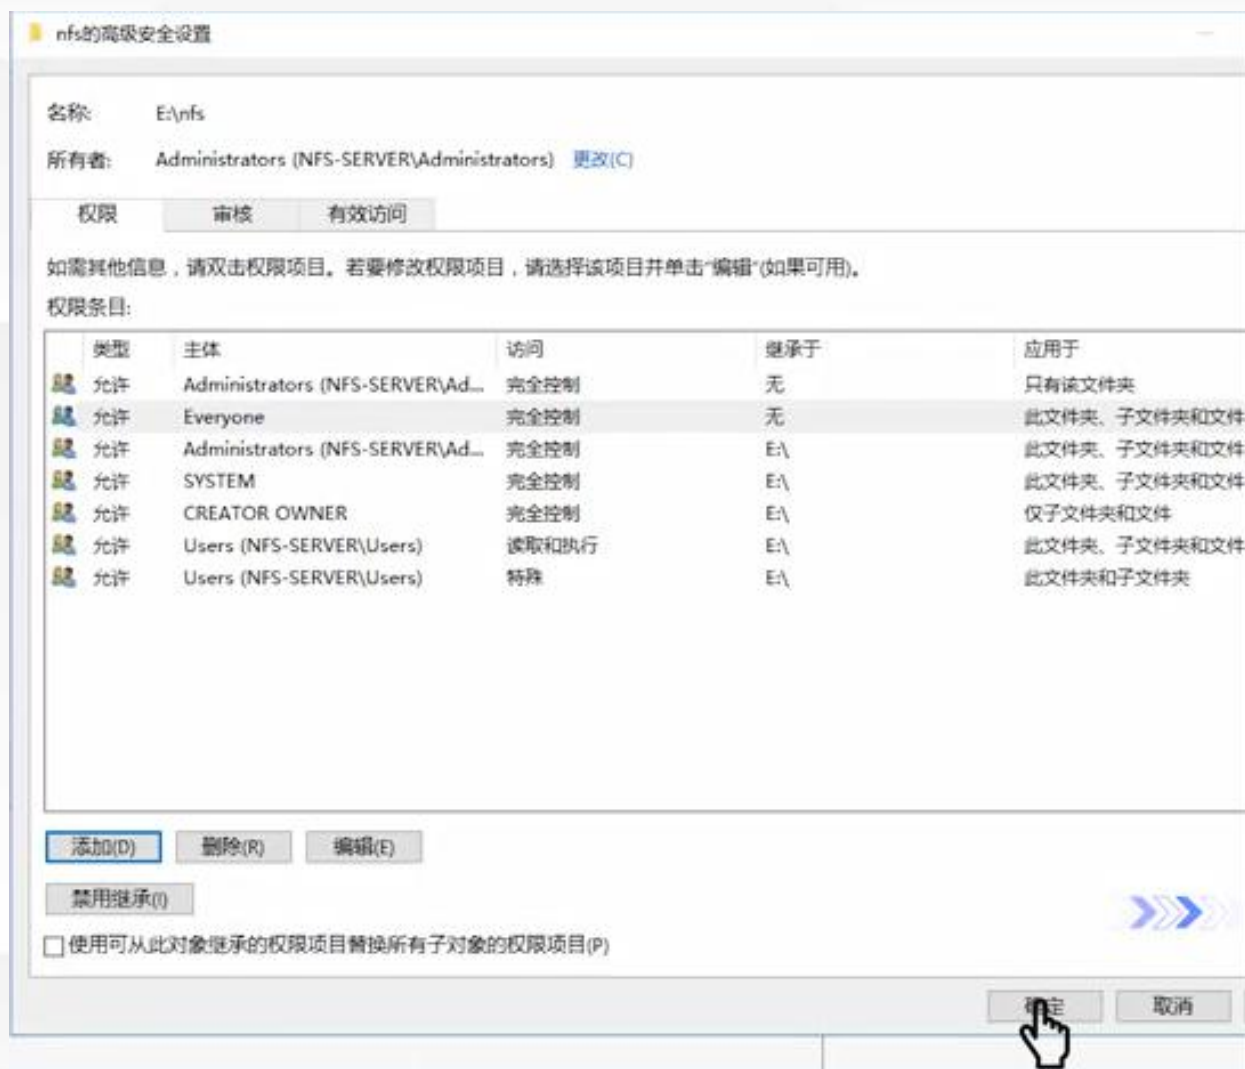 nfs的高级安全设置
名称: E:\nfs
所有者: Administrators (NFS-SERVER\Administrators) 更改(C)
权限 审核 有效访问
如需其他信息，请双击权限项目。若要修改权限项目，请选择该项目并单击"编辑"(如果可用)。
权限条目:
类型 主体 访问 继承于 应用于
允许 Administrators (NFS-SERVER\Ad... 完全控制 无 只有该文件夹
允许 Everyone 完全控制 无 此文件夹、子文件夹和文件
允许 Administrators (NFS-SERVER\Ad... 完全控制 E:\ 此文件夹、子文件夹和文件
允许 SYSTEM 完全控制 E:\ 此文件夹、子文件夹和文件
允许 CREATOR OWNER 完全控制 E:\ 仅子文件夹和文件
允许 Users (NFS-SERVER\Users) 读取和执行 E:\ 此文件夹、子文件夹和文件
允许 Users (NFS-SERVER\Users) 特殊 E:\ 此文件夹和子文件夹
添加(D) 删除(R) 编辑(E)
禁用继承(I)
使用可从此对象继承的权限项目替换所有子对象的权限项目(P)
确定 取消